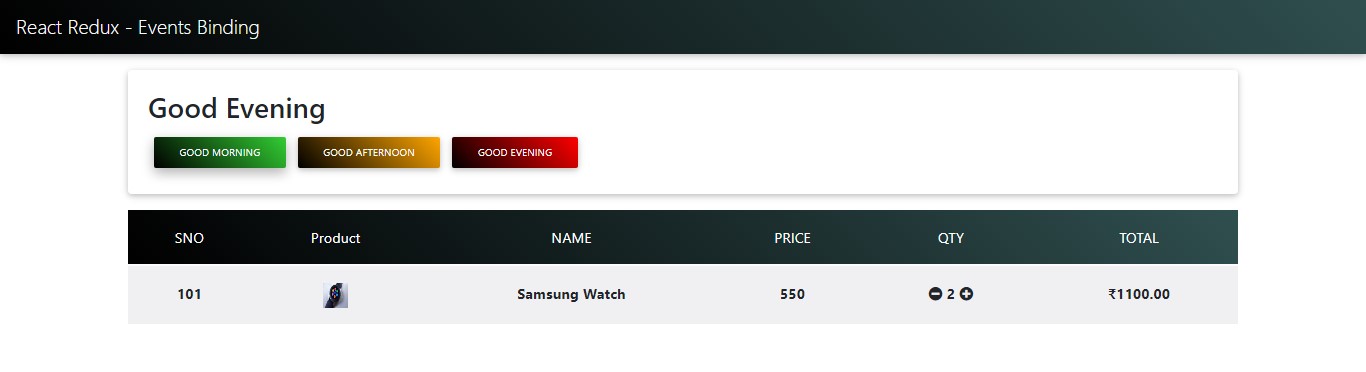 React Redux - Events Binding
Good Evening
GOOD MORNING GOOD AFTERNOON GOOD EVENING
SNO Product NAME PRICE QTY TOTAL
101 Samsung Watch 550 2 ₹1100.00